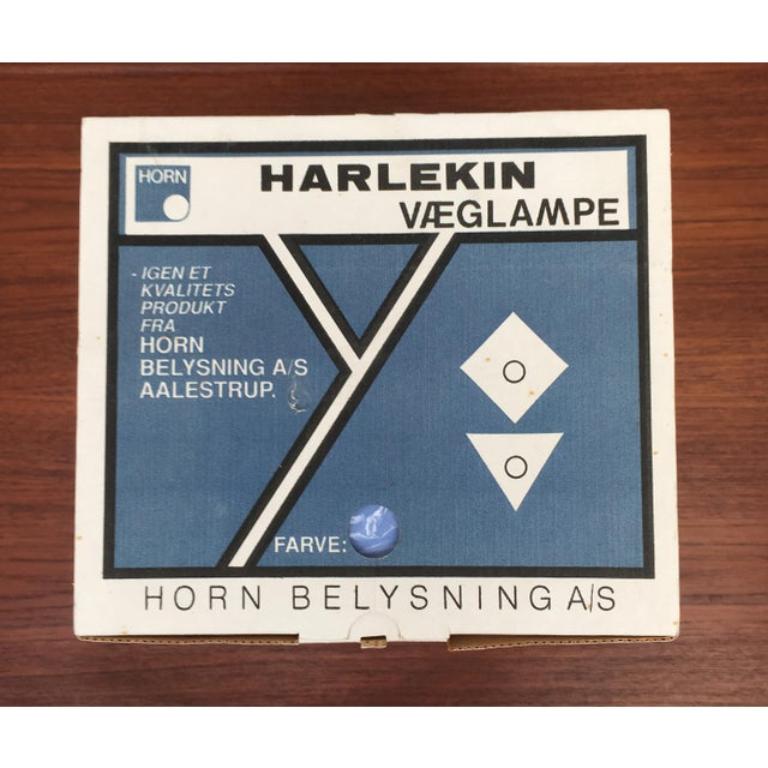 HORN
HARLEKIN
VÆGLAMPE
- IGEN ET
KVALITETS
PRODUKT
FRA
HORN
BELYSNING A/S
AALESTRUP.
FARVE:
HORN BELYSNING A/S